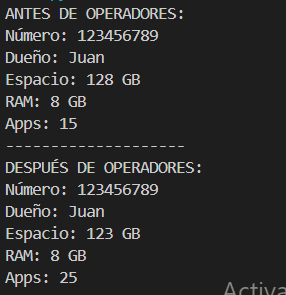 ANTES DE OPERADORES:
Número: 123456789
Dueño: Juan
Espacio: 128 GB
RAM: 8 GB
Apps: 15
--------------------
DESPUÉS DE OPERADORES:
Número: 123456789
Dueño: Juan
Espacio: 123 GB
RAM: 8 GB
Apps: 25
Activa